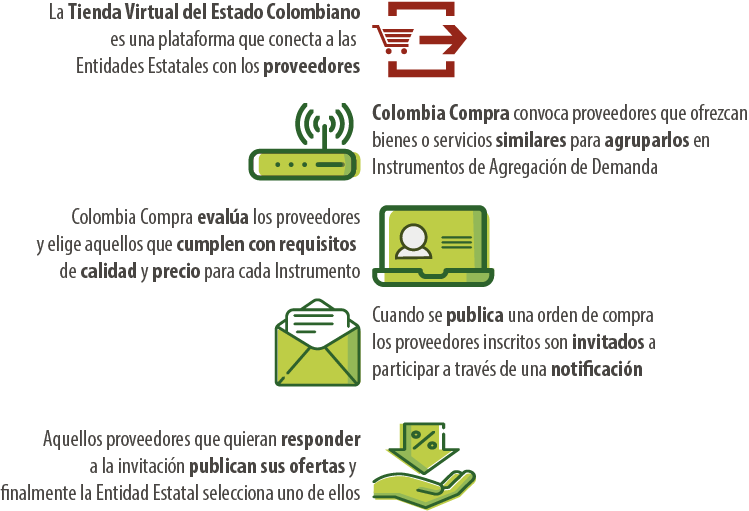 La Tienda Virtual del Estado Colombiano
es una plataforma que conecta a las
Entidades Estatales con los proveedores
Colombia Compra convoca proveedores que ofrezcan
bienes o servicios similares para agruparlos en
Instrumentos de Agregación de Demanda
Colombia Compra evalúa los proveedores
y elige aquellos que cumplen con requisitos
de calidad y precio para cada Instrumento
Cuando se publica una orden de compra
los proveedores inscritos son invitados a
participar a través de una notificación
Aquellos proveedores que quieran responder
a la invitación publican sus ofertas y
finalmente la Entidad Estatal selecciona uno de ellos
%